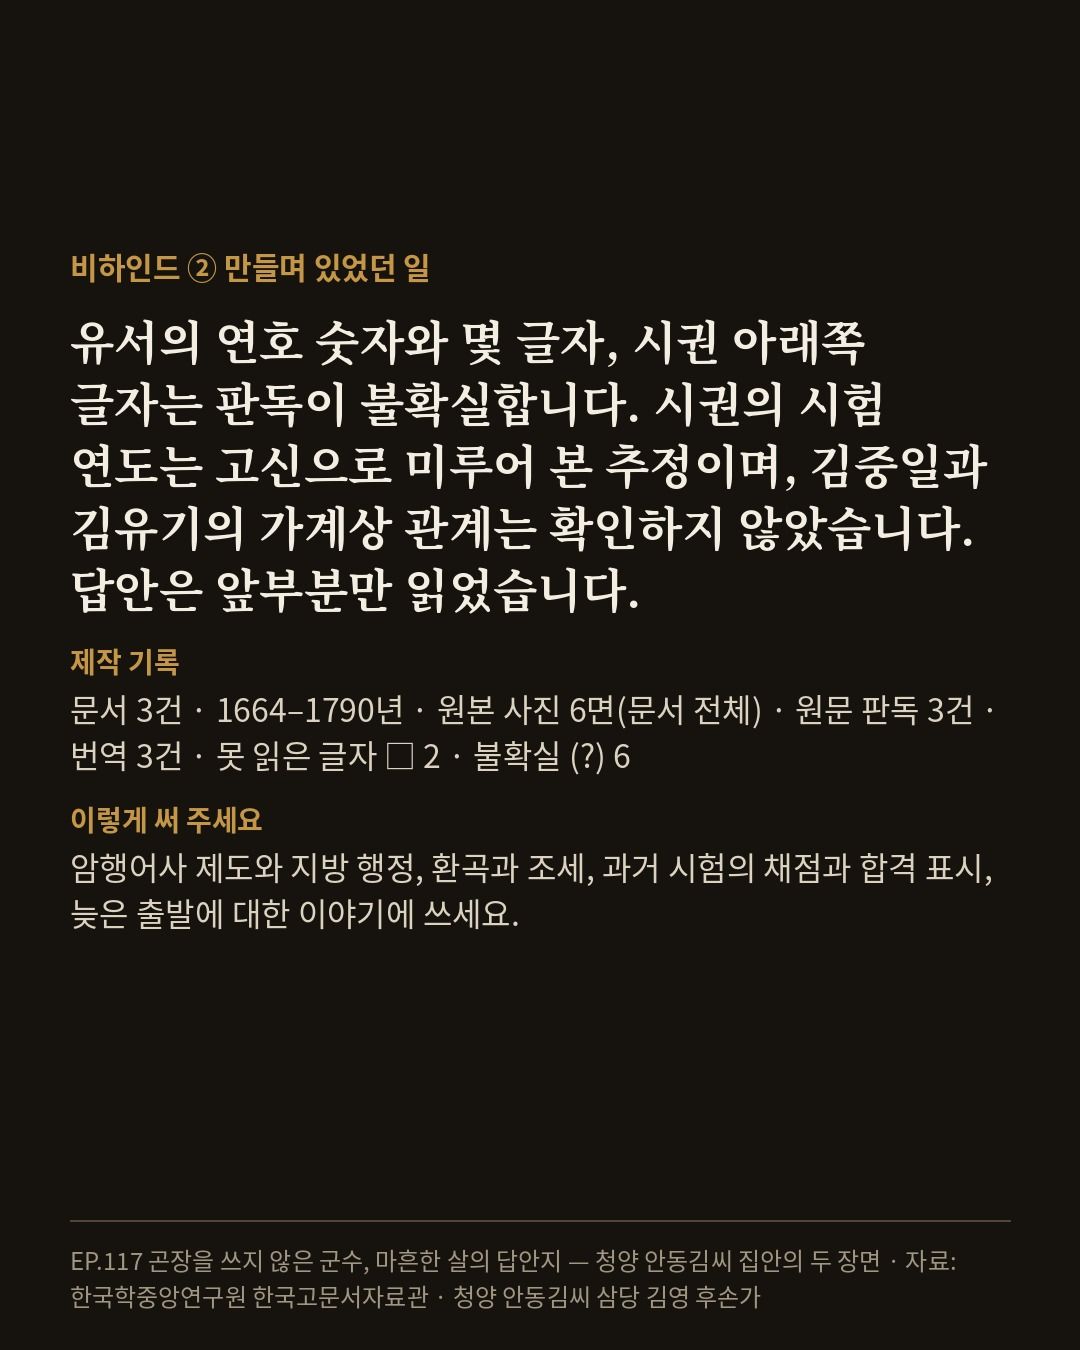 비하인드 ② 만들며 있었던 일
유서의 연호 숫자와 몇 글자, 시권 아래쪽
글자는 판독이 불확실합니다. 시권의 시험
연도는 고신으로 미루어 본 추정이며, 김중일과
김유기의 가계상 관계는 확인하지 않았습니다.
답안은 앞부분만 읽었습니다.
제작 기록
문서 3건 · 1664–1790년 · 원본 사진 6면(문서 전체) · 원문 판독 3건 ·
번역 3건 · 못 읽은 글자 □ 2 · 불확실 (?) 6
이렇게 써 주세요
암행어사 제도와 지방 행정, 환곡과 조세, 과거 시험의 채점과 합격 표시,
늦은 출발에 대한 이야기에 쓰세요.
EP.117 곤장을 쓰지 않은 군수, 마흔한 살의 답안지 — 청양 안동김씨 집안의 두 장면 · 자료:
한국학중앙연구원 한국고문서자료관 · 청양 안동김씨 삼당 김영 후손가